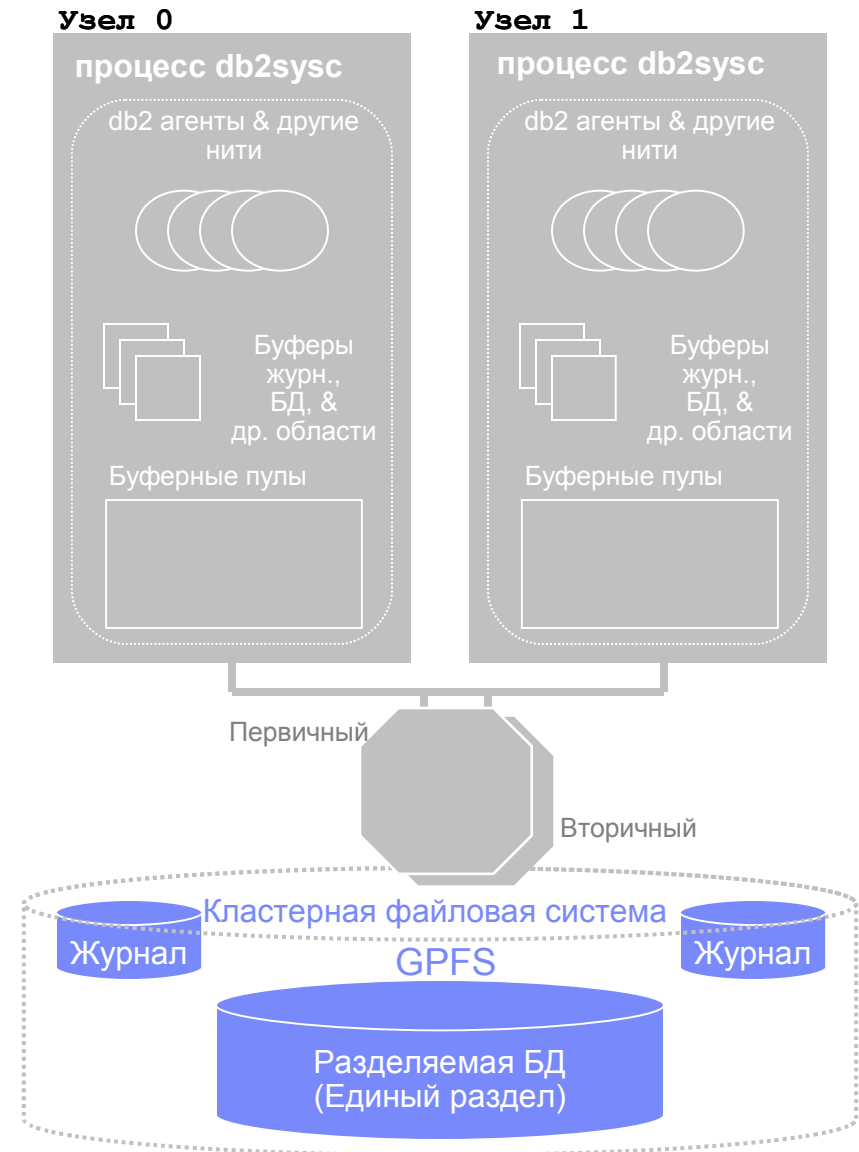 Узел 0
процесс db2sysc
db2 агенты & другие
нити
Буферы
журн.,
БД, &
др. области
Буферные пулы
Узел 1
процесс db2sysc
db2 агенты & другие
нити
Буферы
журн.,
БД, &
др. области
Буферные пулы
Первичный
Вторичный
Кластерная файловая система
GPFS
Журнал
Журнал
Разделяемая БД
(Единый раздел)